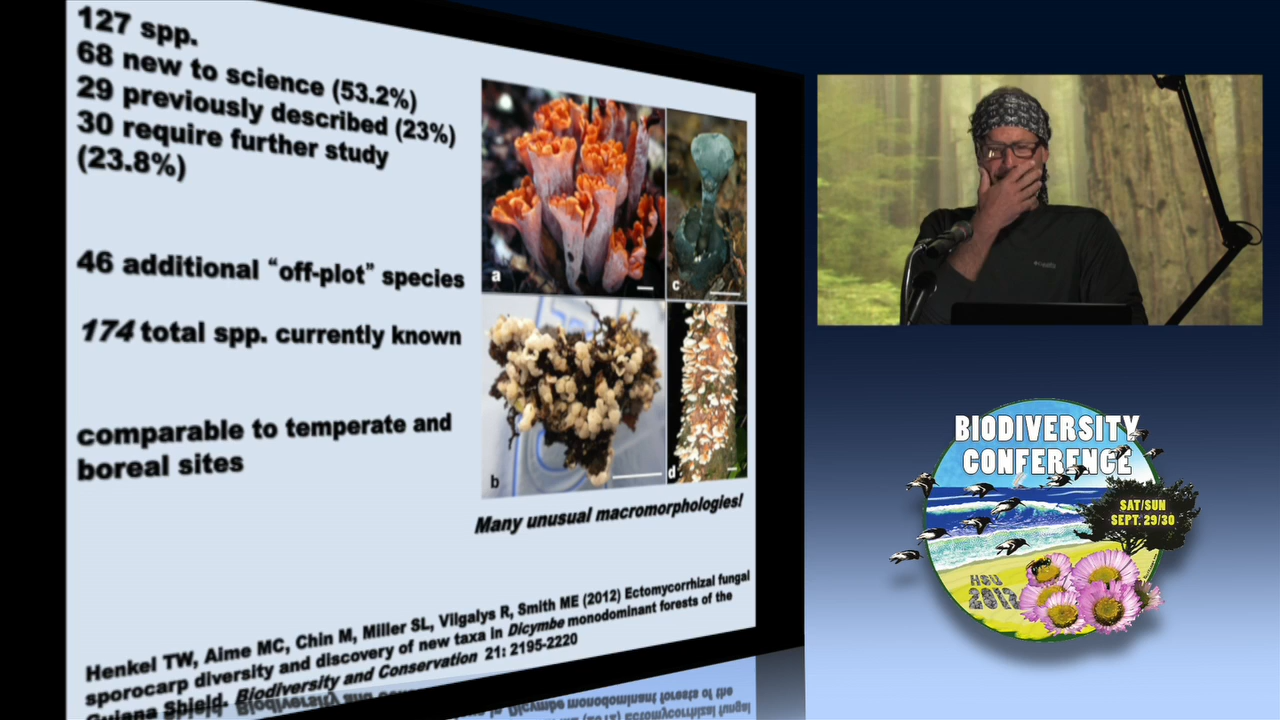 127 spp.
68 new to science (53.2%)
29 previously described (23%)
30 require further study
(23.8%)
46 additional “off-plot” species
174 total spp. currently known
comparable to temperate and
boreal sites
a
c
b
d
Many unusual macromorphologies!
Henkel TW, Aime MC, Chin M, Miller SL, Vilgalys R, Smith ME (2012) Ectomycorrhizal fungal
sporocarp diversity and discovery of new taxa in Dicymbe monodominant forests of the
Guiana Shield. Biodiversity and Conservation 21: 2195-2220
BIODIVERSITY
CONFERENCE
SAT/SUN
SEPT. 29/30
HSU
2012